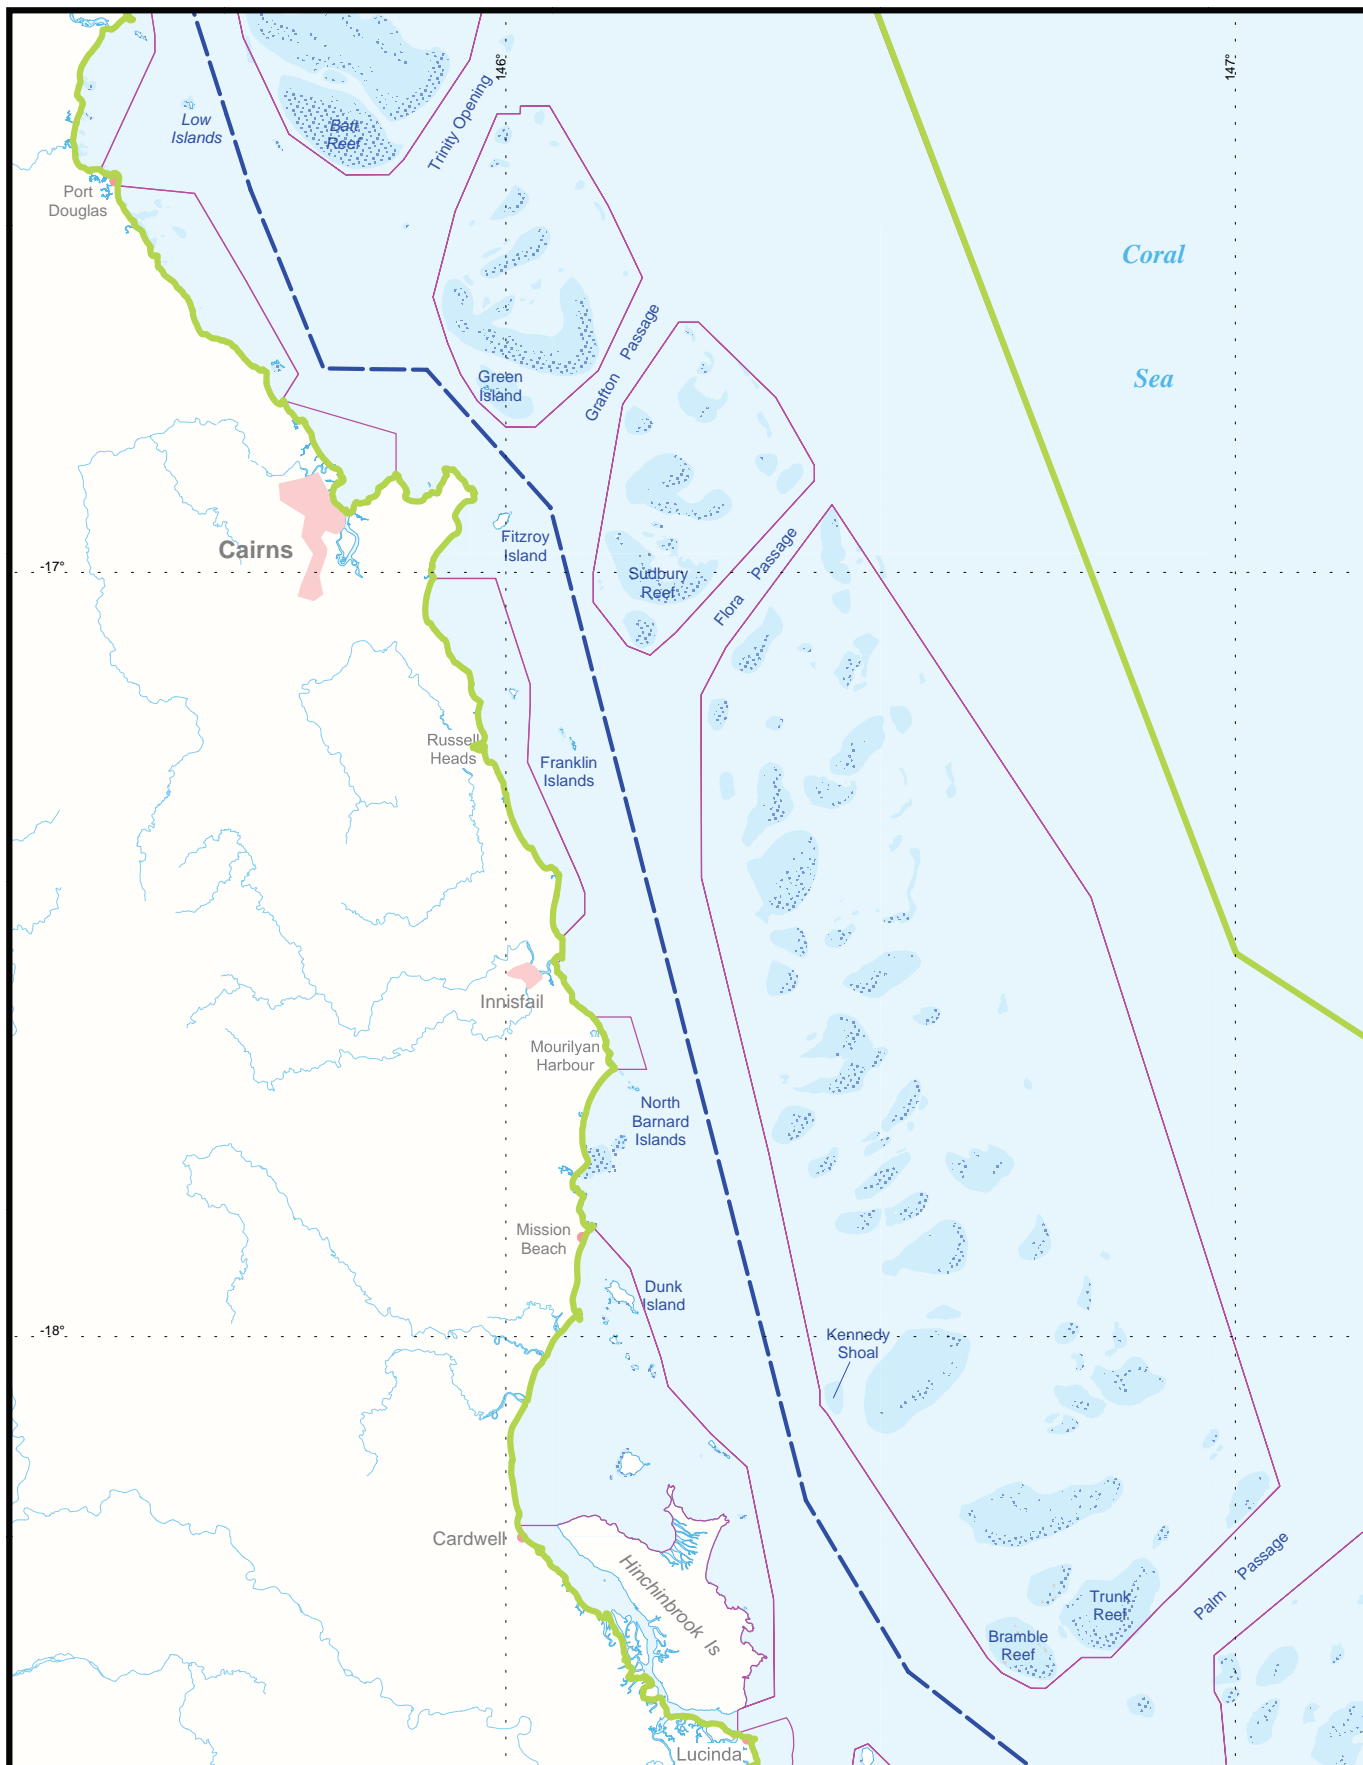 146°
147°
Low
Islands
Batt
Reef
Trinity Opening
Port
Douglas
Coral
Sea
Green
Island
Grafton Passage
Cairns
Fitzroy
Island
-17°
Sudbury
Reef
Flora Passage
Russell
Heads
Franklin
Islands
Innisfail
Mourilyan
Harbour
North
Barnard
Islands
Mission
Beach
Dunk
Island
-18°
Kennedy
Shoal
Cardwell
Hinchinbrook Is
Trunk
Reef
Palm Passage
Bramble
Reef
Lucinda